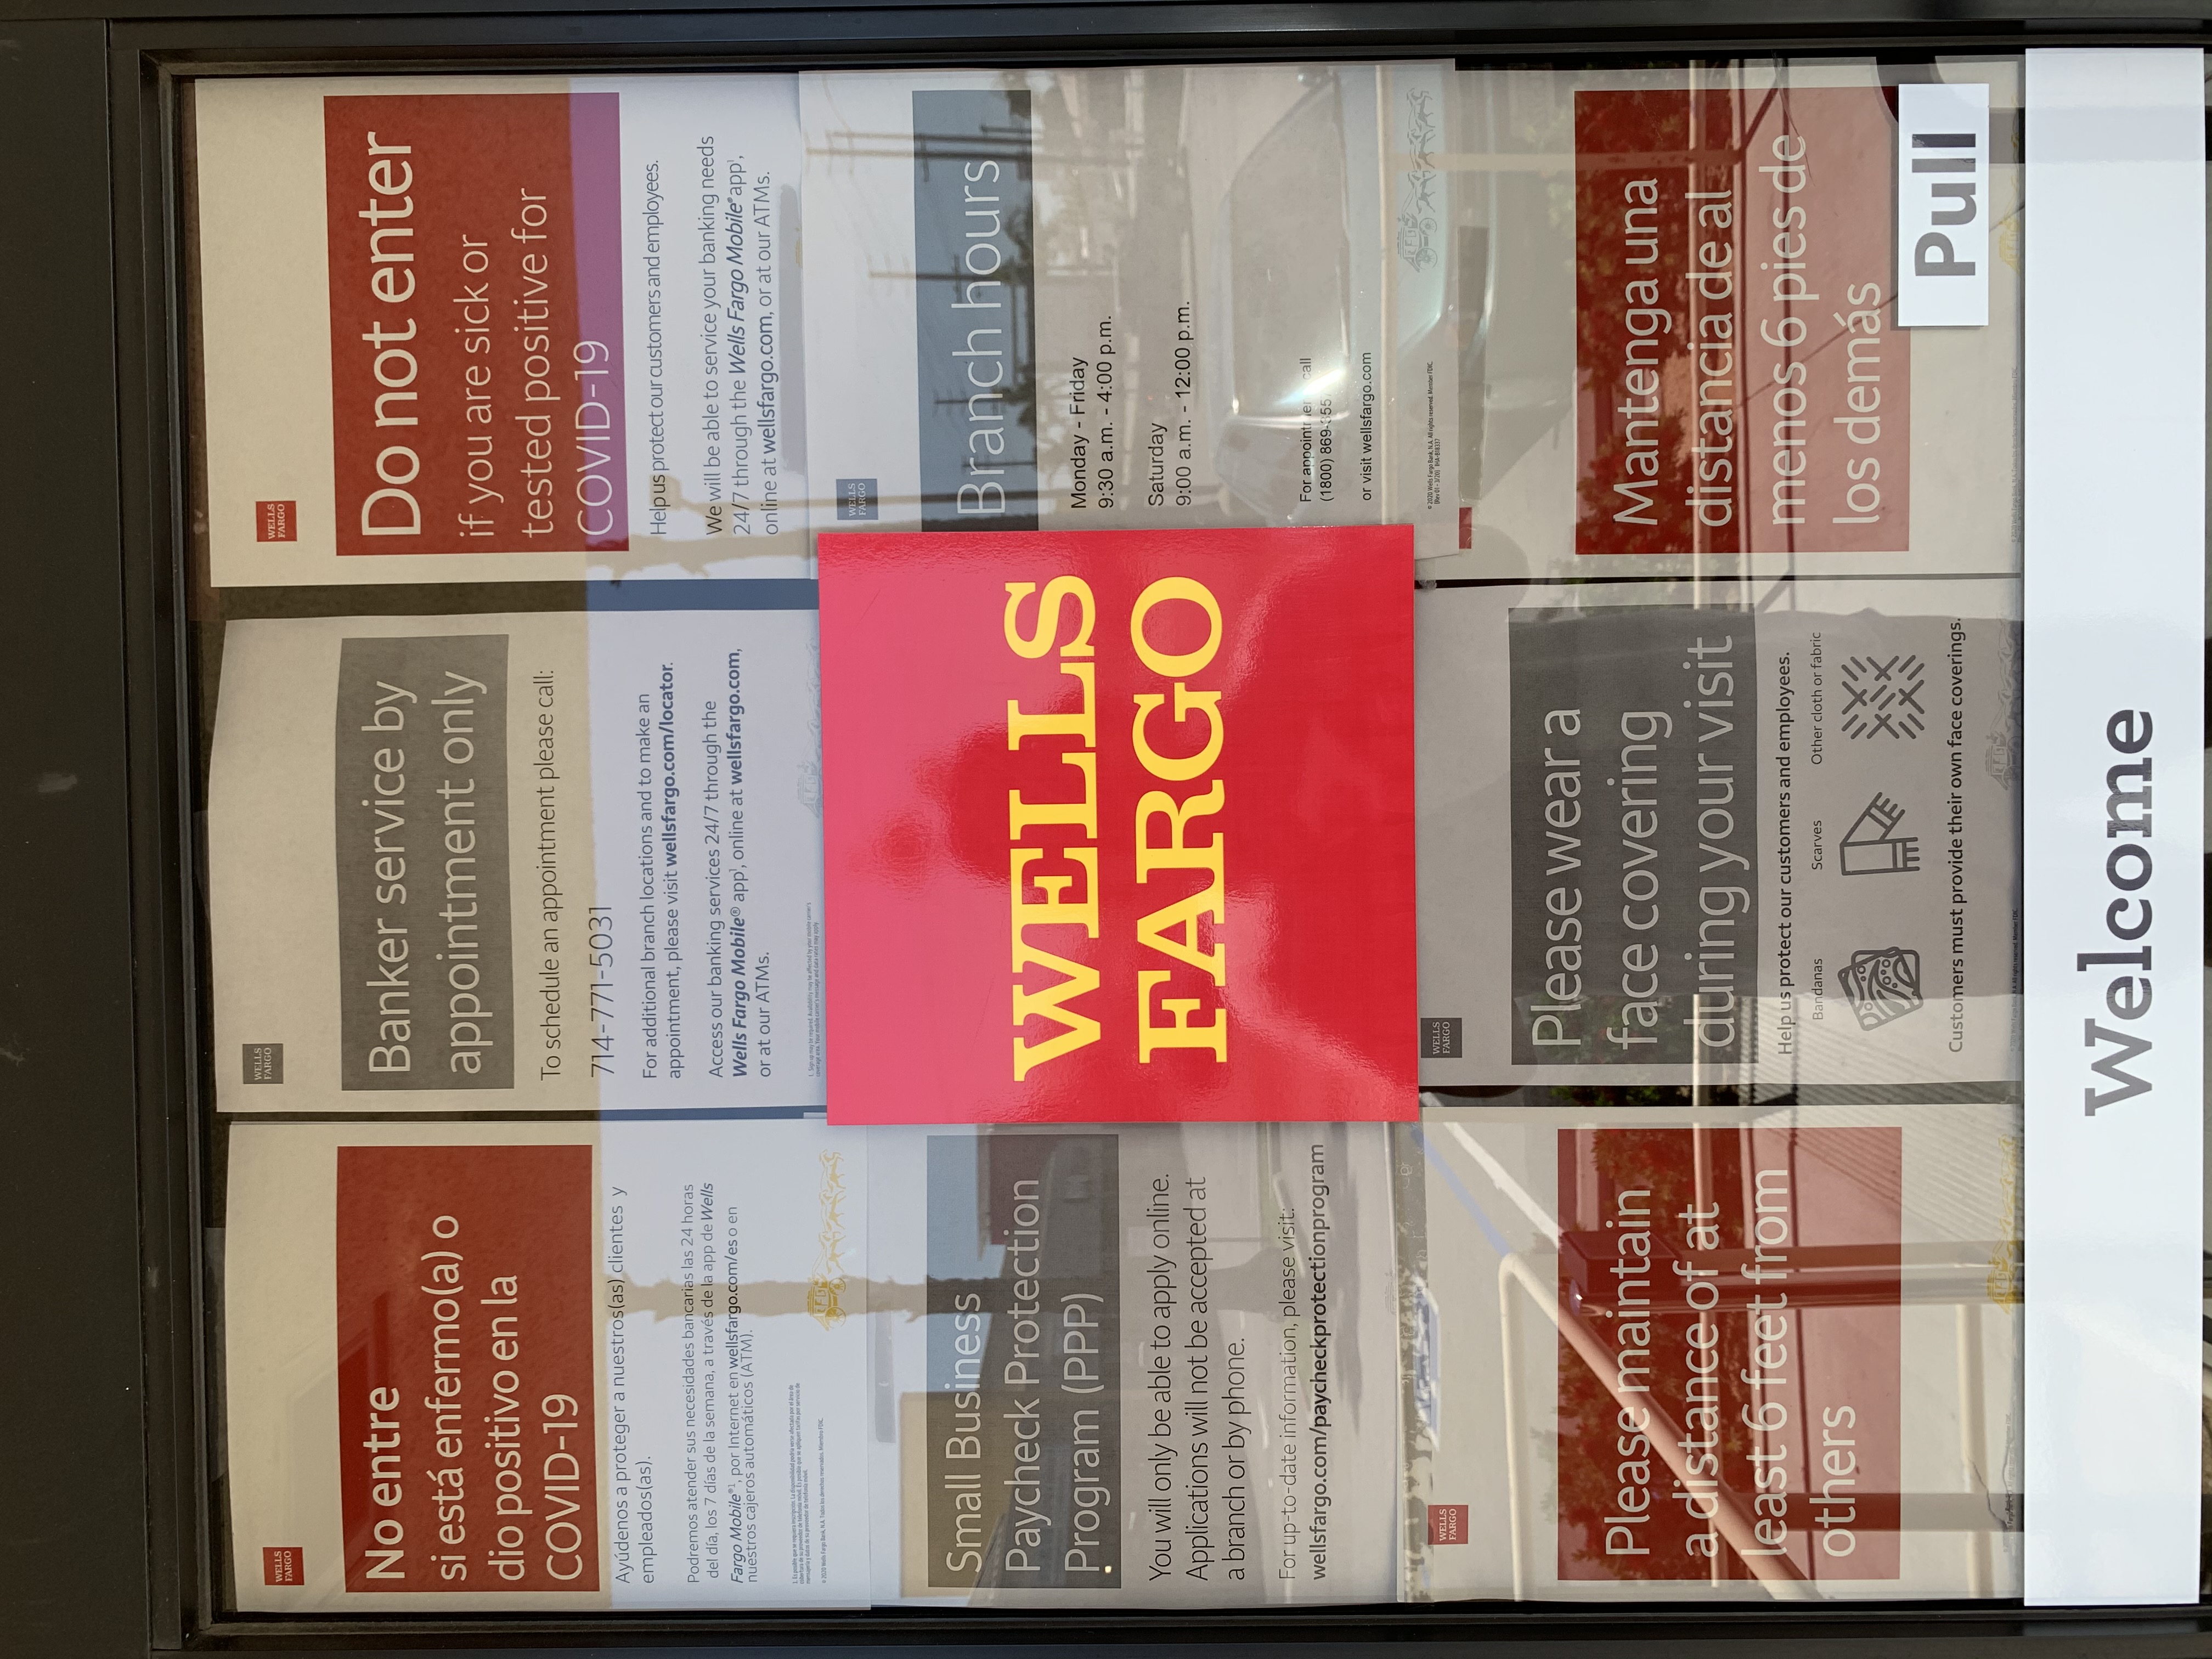 WELLS
FARGO
No entre
si está enfermo(a) o
dio positivo en la
COVID-19
Ayúdenos a proteger a nuestros(as) clientes y
empleados(as).
Podremos atender sus necesidades bancarias las 24 horas
del día, los 7 días de la semana, a través de la app de Wells
Fargo Mobile®¹, por Internet en wellsfargo.com/es o en
nuestros cajeros automáticos (ATM).
WELLS
FARGO
Banker service by
appointment only
To schedule an appointment please call:
714-771-5031
For additional branch locations and to make an
appointment, please visit wellsfargo.com/locator.
Access our banking services 24/7 through the
Wells Fargo Mobile® app¹, online at wellsfargo.com,
or at our ATMs.
WELLS
FARGO
Do not enter
if you are sick or
tested positive for
COVID-19
Help us protect our customers and employees.
We will be able to service your banking needs
24/7 through the Wells Fargo Mobile® app¹,
online at wellsfargo.com, or at our ATMs.
Small Business
Paycheck Protection
Program (PPP)
You will only be able to apply online.
Applications will not be accepted at
a branch or by phone.
For up-to-date information, please visit:
wellsfargo.com/paycheckprotectionprogram
WELLS
FARGO
WELLS
FARGO
Branch hours
Monday - Friday
9:30 a.m. - 4:00 p.m.
Saturday
9:00 a.m. - 12:00 p.m.
For call
(1800) 869-
or visit wellsfargo.com
WELLS
FARGO
Please maintain
a distance of at
least 6 feet from
others
WELLS
FARGO
Please wear a
face covering
during your visit
Help us protect our customers and employees.
Bandanas Scarves Other cloth or fabric
Customers must provide their own face coverings.
Mantenga una
distancia de al
menos 6 pies de
los demás
Pull
Welcome